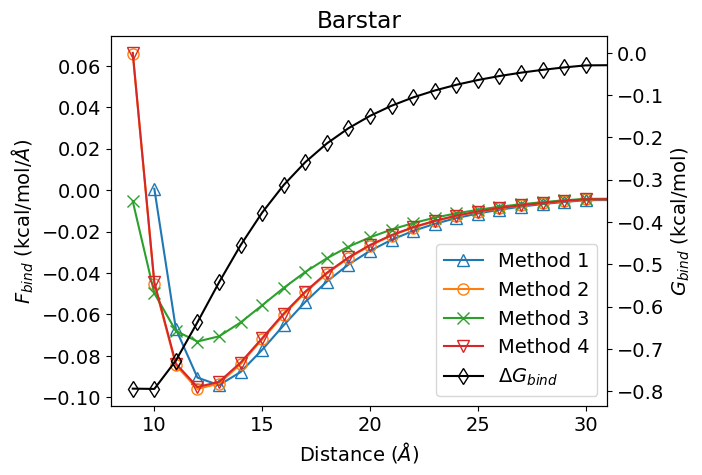 Barstar
F_bind (kcal/mol/Å)
0.06
0.04
0.02
0.00
−0.02
−0.04
−0.06
−0.08
−0.10
0.0
−0.1
−0.2
−0.3
−0.4
−0.5
−0.6
−0.7
−0.8
G_bind (kcal/mol)
Method 1
Method 2
Method 3
Method 4
ΔG_bind
10 15 20 25 30
Distance (Å)